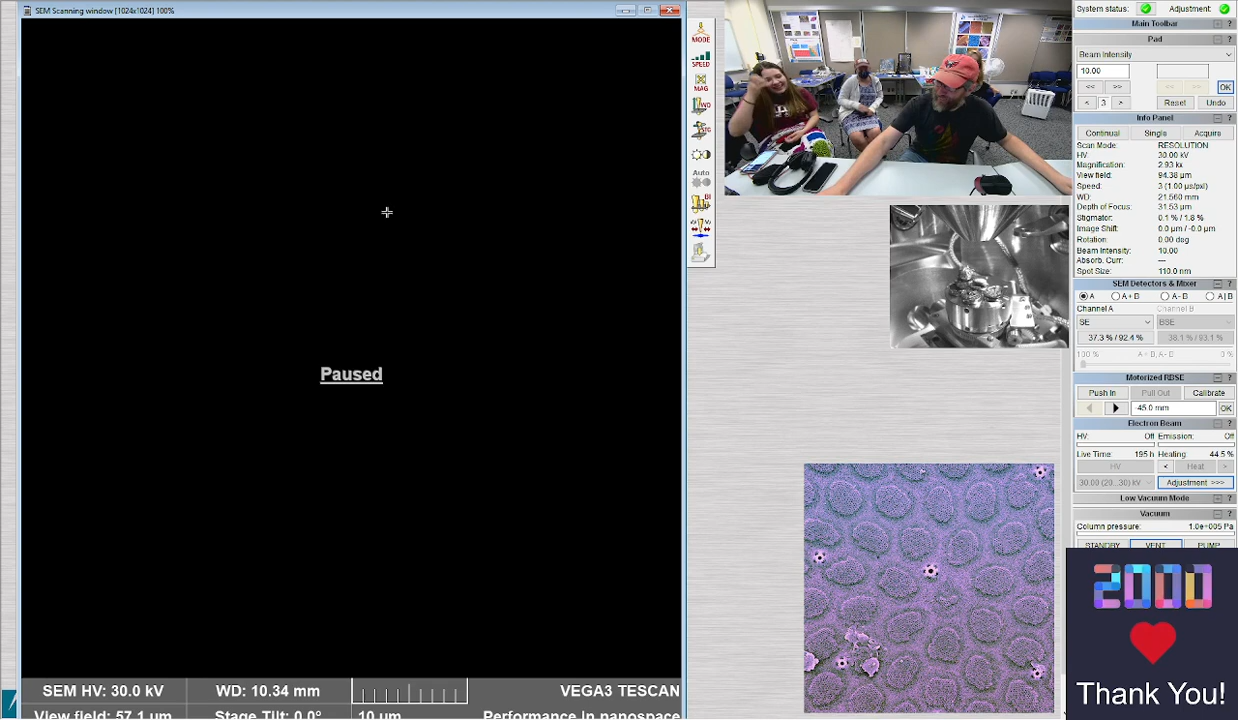 SEM Scanning window [1024x1024] 100%
Paused
SEM HV: 30.0 kV
WD: 10.34 mm
VEGA3 TESCAN
View field: 57.1 µm
Stage Tilt: 0.0°
10 µm
Performance in nanospace
MODE
SPEED
MAG
WD
STG
Auto
BI
System status:
Adjustment:
Main Toolbar
?
Pad
?
Beam Intensity
10.00
<< >> << >> OK
< 3 > Reset Undo
Info Panel
?
Continual Single Acquire
Scan Mode: RESOLUTION
HV: 30.00 kV
Magnification: 2.93 kx
View field: 94.38 µm
Speed: 3 (1.00 µs/pxl)
WD: 21.560 mm
Depth of Focus: 31.53 µm
Stigmator: 0.1 % / 1.8 %
Image Shift: 0.0 µm / -0.0 µm
Rotation: 0.00 deg
Beam Intensity: 10.00
Absorb. Curr: ---
Spot Size: 110.0 nm
SEM Detectors & Mixer
?
A A+B A-B A|B
Channel A Channel B
SE BSE
37.3 % / 92.4 % 38.1 % / 93.1 %
100 % A+B, A-B 0 %
Motorized RBSE
?
Push In Pull Out Calibrate
45.0 mm OK
Electron Beam
?
HV: Off Emission: Off
Live Time: 195 h Heating: 44.5 %
HV < Heat >
30.00 (20...30) kV Adjustment >>>
Low Vacuum Mode
?
Vacuum
?
Column pressure: 1.0e+005 Pa
STANDBY VENT PUMP
2000
Thank You!